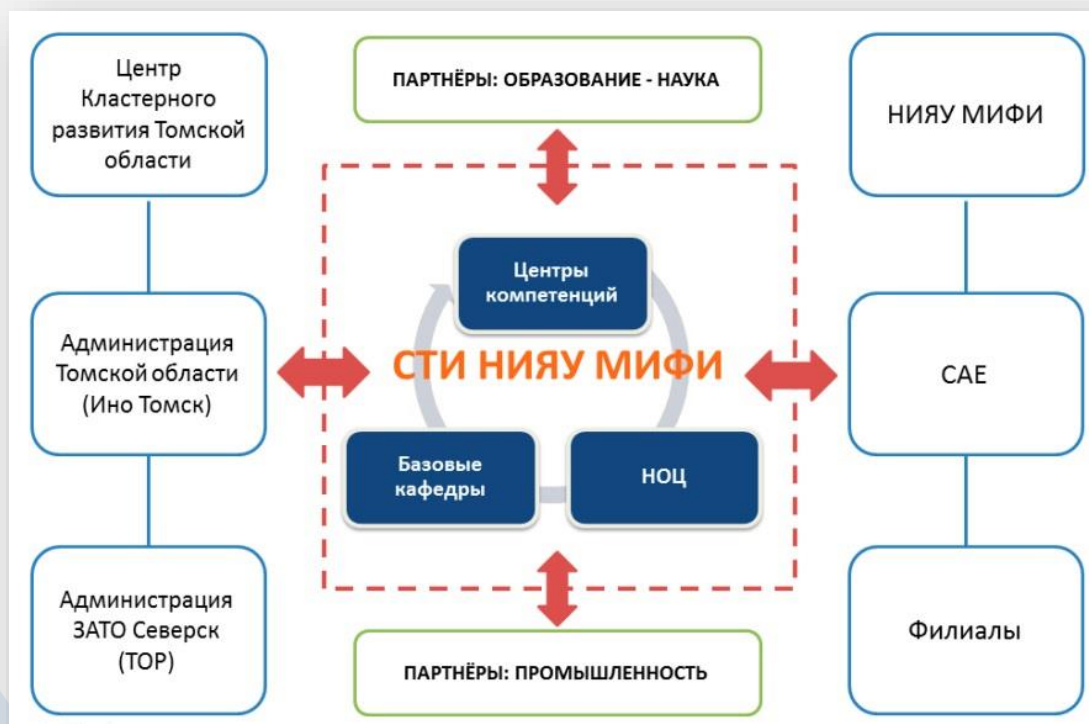 Центр
Кластерного
развития Томской
области
ПАРТНЁРЫ: ОБРАЗОВАНИЕ - НАУКА
НИЯУ МИФИ
Центры
компетенций
Администрация
Томской области
(Ино Томск)
СТИ НИЯУ МИФИ
САЕ
Базовые
кафедры
НОЦ
Администрация
ЗАТО Северск
(ТОР)
ПАРТНЁРЫ: ПРОМЫШЛЕННОСТЬ
Филиалы